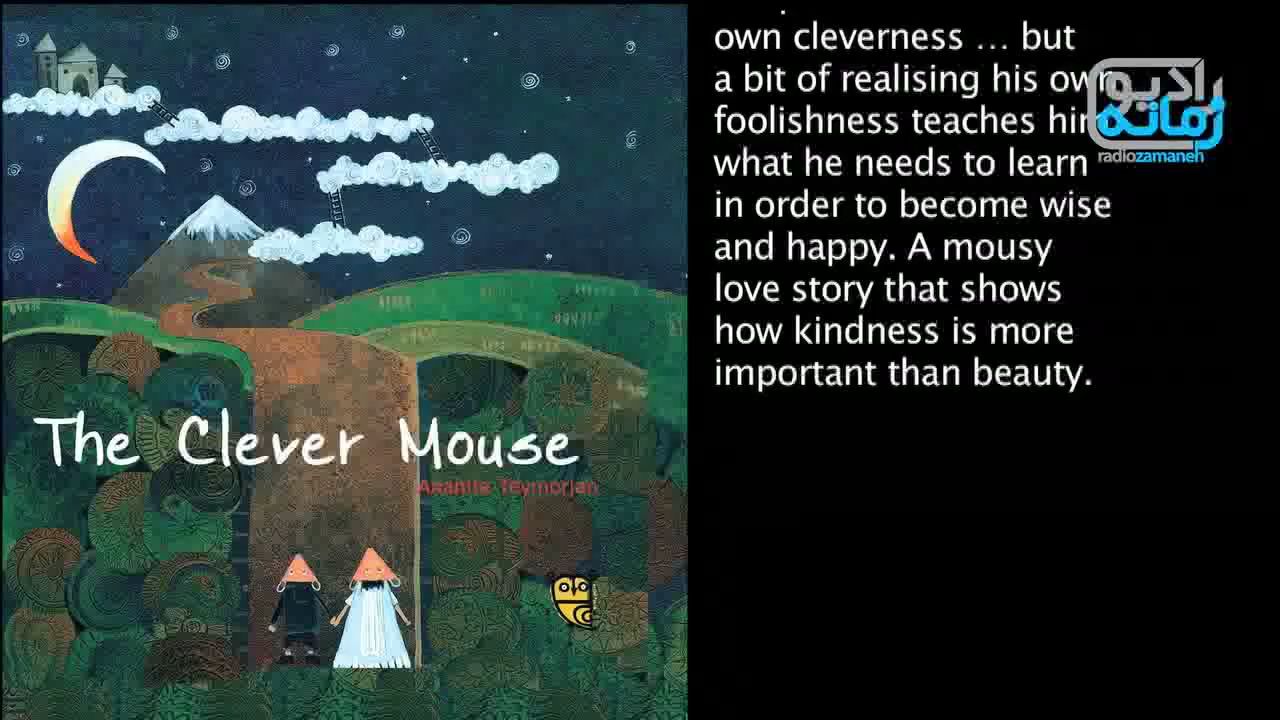 The Clever Mouse
Anahita Teymorian
own cleverness … but
a bit of realising his own
foolishness teaches him
what he needs to learn
in order to become wise
and happy. A mousy
love story that shows
how kindness is more
important than beauty.
رادیو
زمانه
radiozamaneh